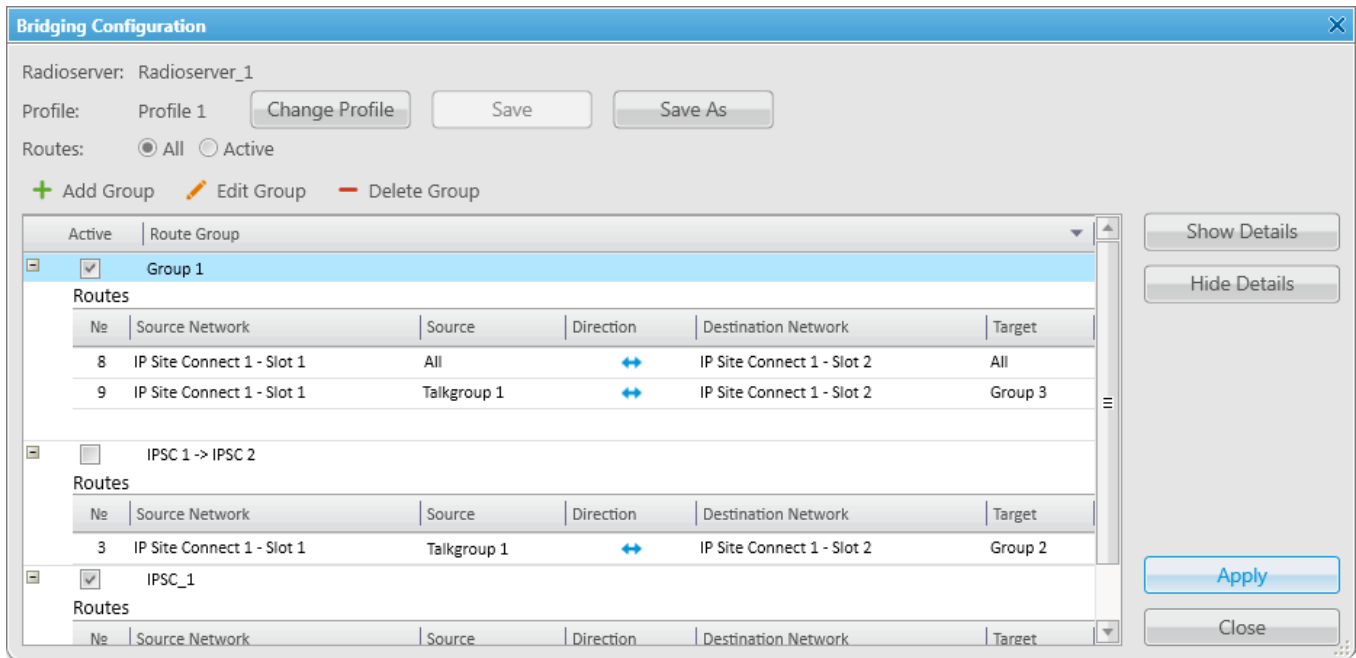 Bridging Configuration
Radioserver: Radioserver_1
Profile: Profile 1 Change Profile Save Save As
Routes: All Active
Add Group Edit Group Delete Group
Active Route Group Show Details
Group 1 Hide Details
Routes
№ Source Network Source Direction Destination Network Target
8 IP Site Connect 1 - Slot 1 All IP Site Connect 1 - Slot 2 All
9 IP Site Connect 1 - Slot 1 Talkgroup 1 IP Site Connect 1 - Slot 2 Group 3
IPSC 1 -> IPSC 2
Routes
№ Source Network Source Direction Destination Network Target
3 IP Site Connect 1 - Slot 1 Talkgroup 1 IP Site Connect 1 - Slot 2 Group 2
IPSC_1 Apply
Routes
№ Source Network Source Direction Destination Network Target
Close